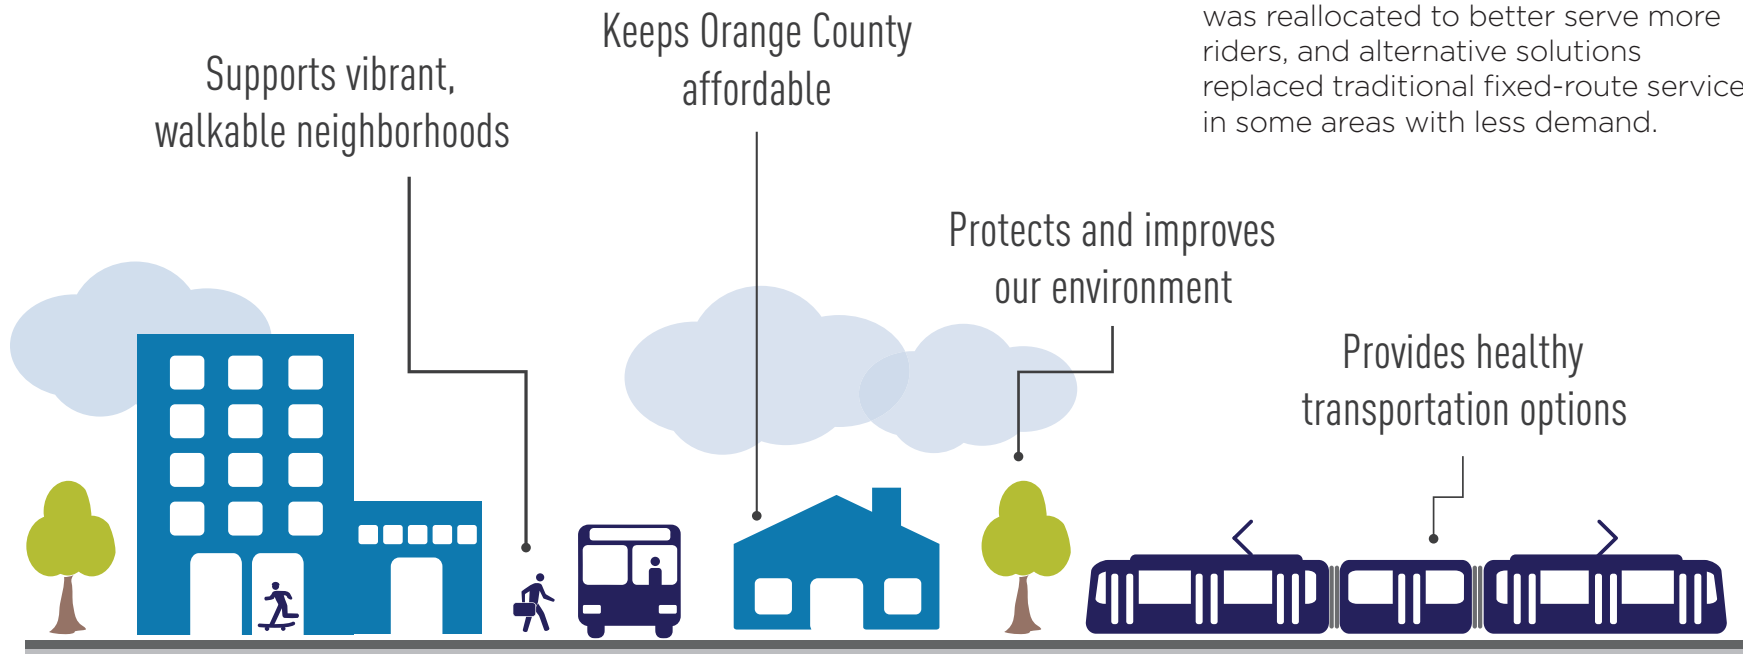 Supports vibrant,
walkable neighborhoods
Keeps Orange County
affordable
was reallocated to better serve more
riders, and alternative solutions
replaced traditional fixed-route service
in some areas with less demand.
Protects and improves
our environment
Provides healthy
transportation options